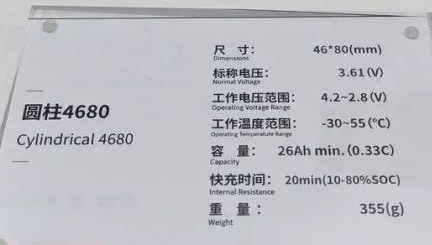 圆柱4680
Cylindrical 4680
尺 寸： 46*80(mm)
Dimensions
标称电压： 3.61(V)
Normal Voltage
工作电压范围： 4.2~2.8(V)
Operating Voltage Range
工作温度范围： -30~55(℃)
Operating Temperature Range
容 量： 26Ah min.(0.33C)
Capacity
快充时间： 20min(10-80%SOC)
Internal Resistance
重 量： 355(g)
Weight